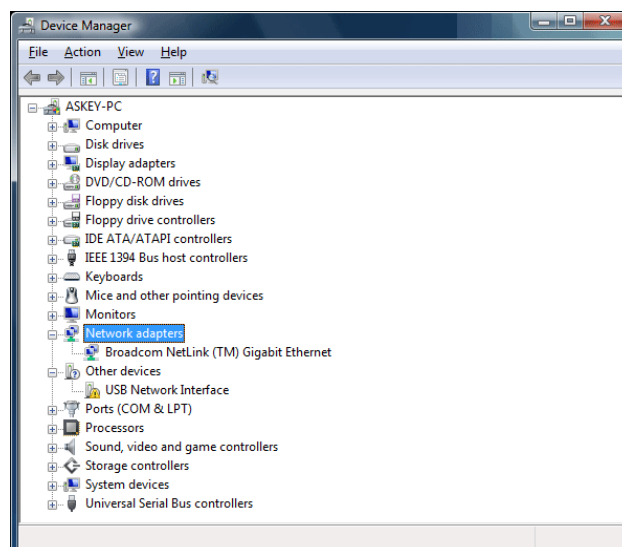 Device Manager
File Action View Help
ASKEY-PC
Computer
Disk drives
Display adapters
DVD/CD-ROM drives
Floppy disk drives
Floppy drive controllers
IDE ATA/ATAPI controllers
IEEE 1394 Bus host controllers
Keyboards
Mice and other pointing devices
Monitors
Network adapters
Broadcom NetLink (TM) Gigabit Ethernet
Other devices
USB Network Interface
Ports (COM & LPT)
Processors
Sound, video and game controllers
Storage controllers
System devices
Universal Serial Bus controllers